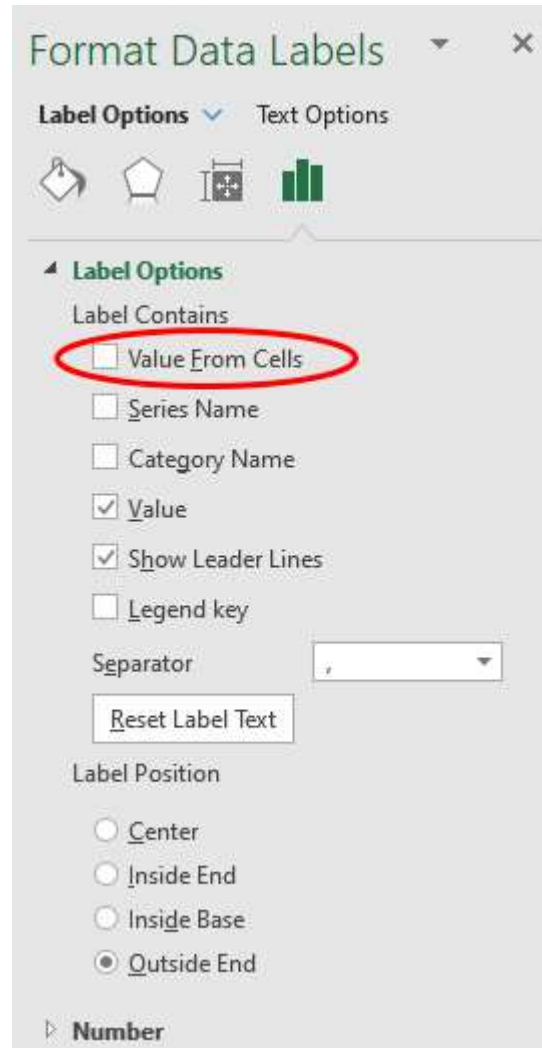 Format Data Labels
Label Options Text Options
Label Options
Label Contains
Value From Cells
Series Name
Category Name
Value
Show Leader Lines
Legend key
Separator ,
Reset Label Text
Label Position
Center
Inside End
Inside Base
Outside End
Number